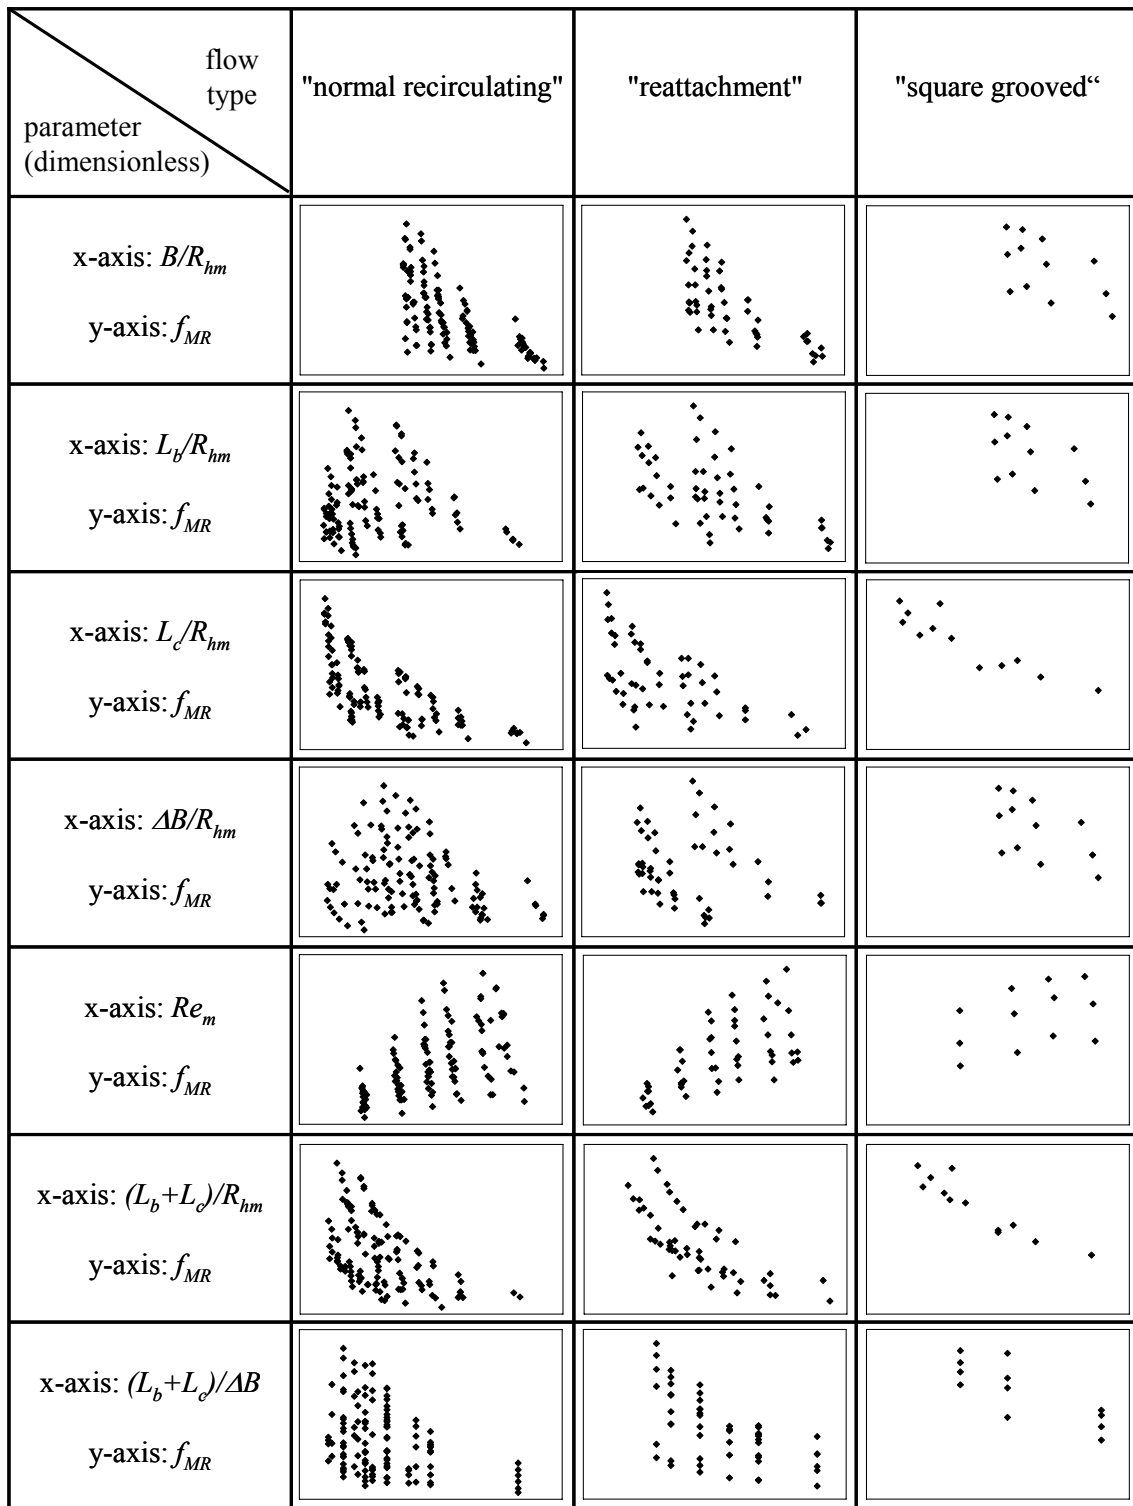 flow
type
parameter
(dimensionless)
"normal recirculating"
"reattachment"
"square grooved“
x-axis: B/R_hm
y-axis: f_MR
x-axis: L_b/R_hm
y-axis: f_MR
x-axis: L_c/R_hm
y-axis: f_MR
x-axis: ΔB/R_hm
y-axis: f_MR
x-axis: Re_m
y-axis: f_MR
x-axis: (L_b+L_c)/R_hm
y-axis: f_MR
x-axis: (L_b+L_c)/ΔB
y-axis: f_MR